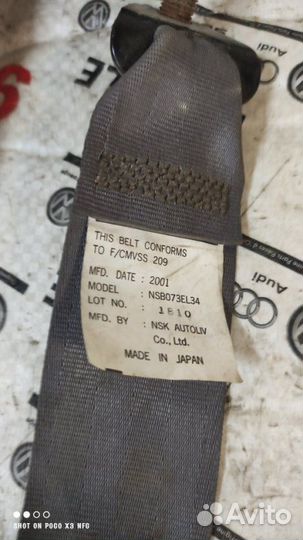 Audi
THIS BELT CONFORMS
TO F/CMVSS 209
MFD. DATE : 2001
MODEL : NSB073EL34
LOT NO. : 1810
MFD. BY : NSK AUTOLIV
Co., Ltd.
MADE IN JAPAN
SHOT ON POCO X3 NFC
Avito